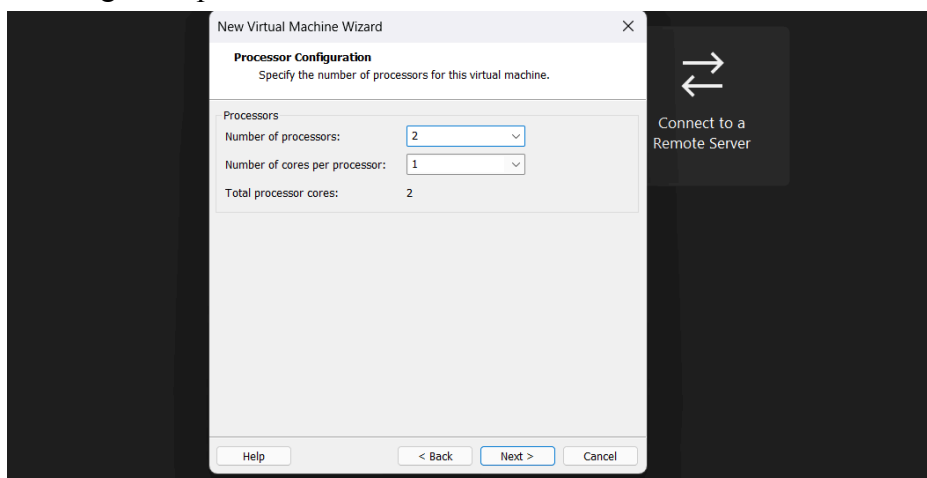 New Virtual Machine Wizard
Processor Configuration
Specify the number of processors for this virtual machine.
Processors
Number of processors: 2
Number of cores per processor: 1
Total processor cores: 2
Connect to a
Remote Server
Help < Back Next > Cancel